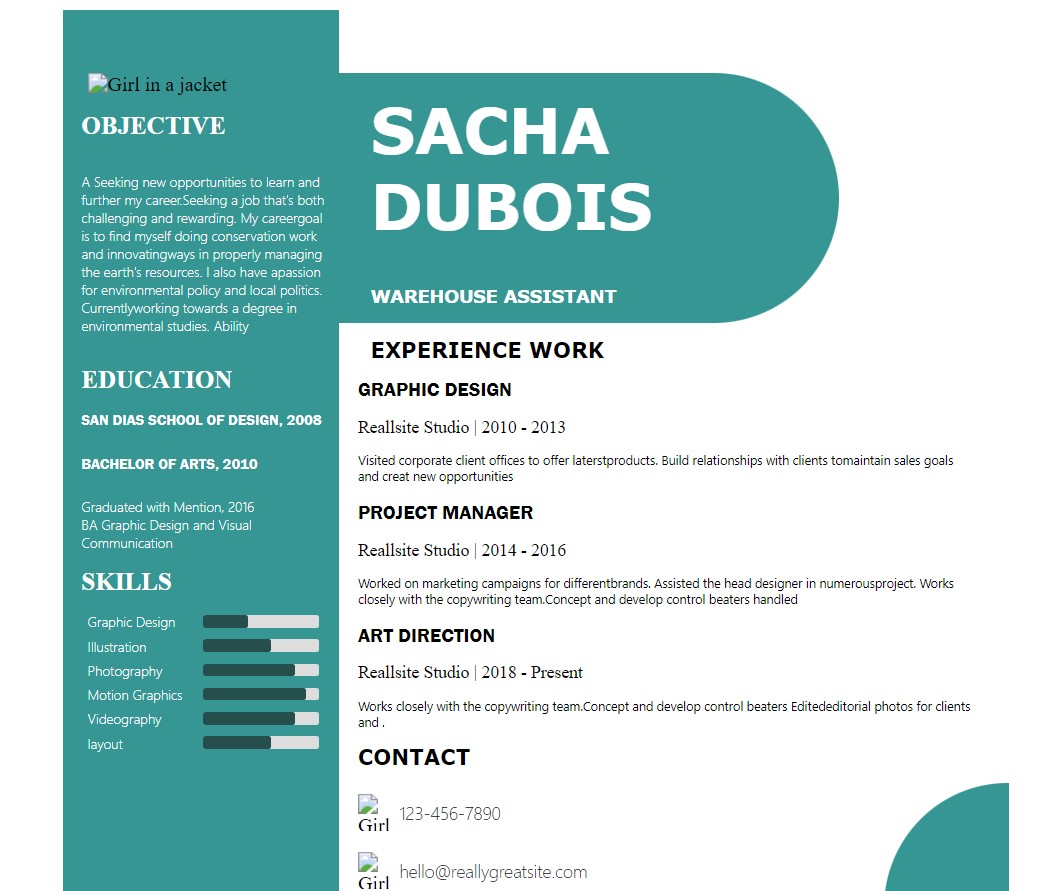 Girl in a jacket
OBJECTIVE
A Seeking new opportunities to learn and
further my career.Seeking a job that's both
challenging and rewarding. My careergoal
is to find myself doing conservation work
and innovatingways in properly managing
the earth's resources. I also have apassion
for environmental policy and local politics.
Currentlyworking towards a degree in
environmental studies. Ability
EDUCATION
SAN DIAS SCHOOL OF DESIGN, 2008
BACHELOR OF ARTS, 2010
Graduated with Mention, 2016
BA Graphic Design and Visual
Communication
SKILLS
Graphic Design
Illustration
Photography
Motion Graphics
Videography
layout
SACHA
DUBOIS
WAREHOUSE ASSISTANT
EXPERIENCE WORK
GRAPHIC DESIGN
Reallsite Studio | 2010 - 2013
Visited corporate client offices to offer laterstproducts. Build relationships with clients tomaintain sales goals
and creat new opportunities
PROJECT MANAGER
Reallsite Studio | 2014 - 2016
Worked on marketing campaigns for differentbrands. Assisted the head designer in numerousproject. Works
closely with the copywriting team.Concept and develop control beaters handled
ART DIRECTION
Reallsite Studio | 2018 - Present
Works closely with the copywriting team.Concept and develop control beaters Editededitorial photos for clients
and .
CONTACT
Girl
123-456-7890
Girl
hello@reallygreatsite.com